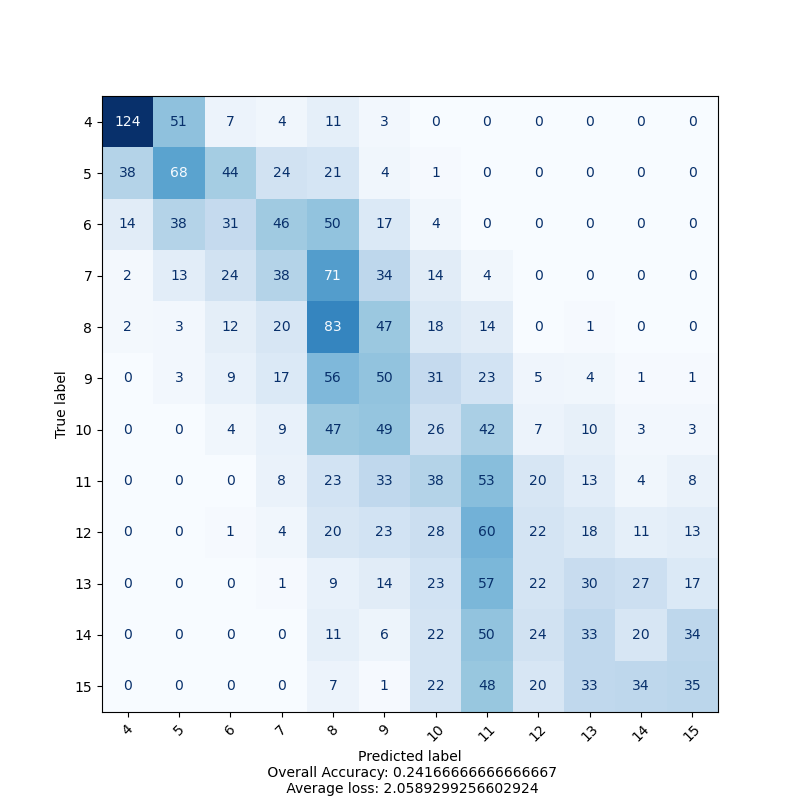 4 124 51 7 4 11 3 0 0 0 0 0 0
5 38 68 44 24 21 4 1 0 0 0 0 0
6 14 38 31 46 50 17 4 0 0 0 0 0
7 2 13 24 38 71 34 14 4 0 0 0 0
8 2 3 12 20 83 47 18 14 0 1 0 0
9 0 3 9 17 56 50 31 23 5 4 1 1
10 0 0 4 9 47 49 26 42 7 10 3 3
11 0 0 0 8 23 33 38 53 20 13 4 8
12 0 0 1 4 20 23 28 60 22 18 11 13
13 0 0 0 1 9 14 23 57 22 30 27 17
14 0 0 0 0 11 6 22 50 24 33 20 34
15 0 0 0 0 7 1 22 48 20 33 34 35
True label
4 5 6 7 8 9 10 11 12 13 14 15
Predicted label
Overall Accuracy: 0.24166666666666667
Average loss: 2.0589299256602924